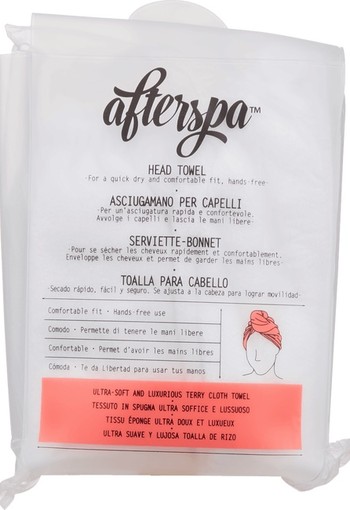 afterspa™
HEAD TOWEL
·For a quick dry and comfortable fit, hands-free·
ASCIUGAMANO PER CAPELLI
·Per un'asciugatura rapida e confortevole.
Avvolge i capelli e lascia le mani libere·
SERVIETTE-BONNET
·Pour se sécher les cheveux rapidement et confortablement.
Enveloppe les cheveux et permet de garder les mains libres·
TOALLA PARA CABELLO
·Secado rápido, fácil y seguro. Se ajusta a la cabeza para lograr movilidad·
Comfortable fit · Hands-free use
Comodo · Permette di tenere le mani libere
Confortable · Permet d'avoir les mains libres
Cómoda · Te da Libertad para usar tus manos
ULTRA-SOFT AND LUXURIOUS TERRY CLOTH TOWEL
TESSUTO IN SPUGNA ULTRA SOFFICE E LUSSUOSO
TISSU ÉPONGE ULTRA DOUX ET LUXUEUX
ULTRA SUAVE Y LUJOSA TOALLA DE RIZO